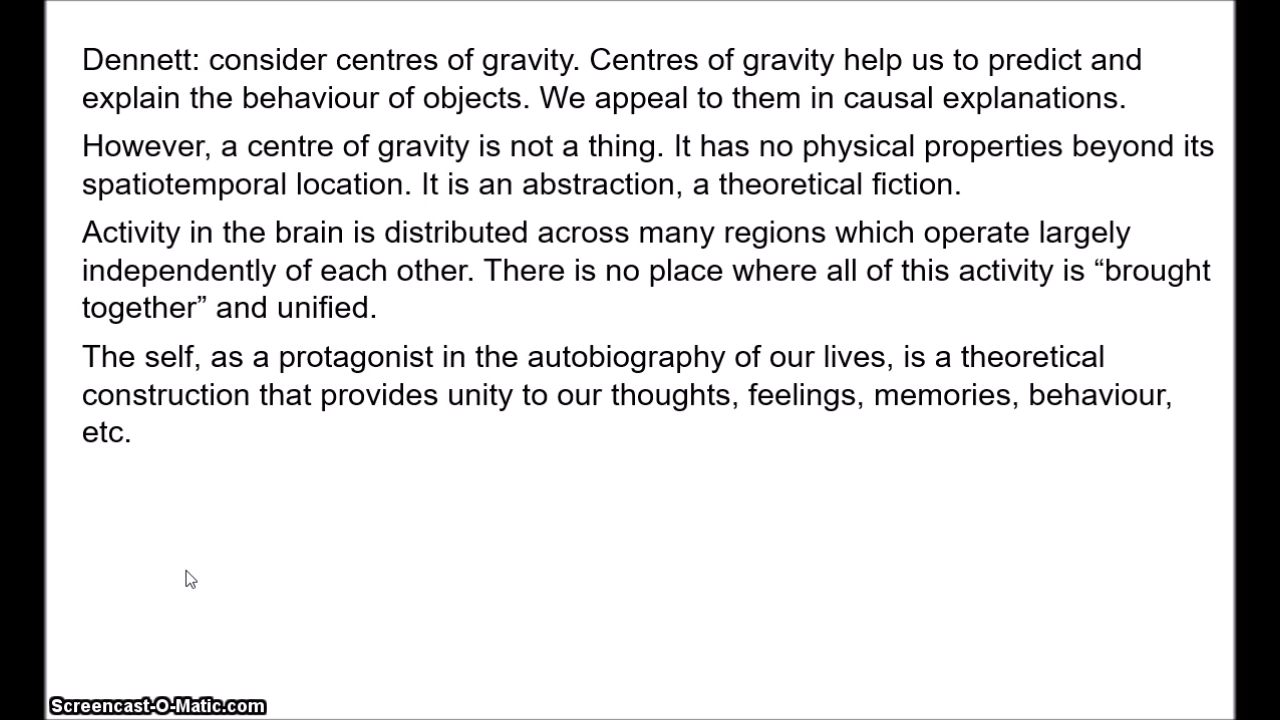 Dennett: consider centres of gravity. Centres of gravity help us to predict and
explain the behaviour of objects. We appeal to them in causal explanations.
However, a centre of gravity is not a thing. It has no physical properties beyond its
spatiotemporal location. It is an abstraction, a theoretical fiction.
Activity in the brain is distributed across many regions which operate largely
independently of each other. There is no place where all of this activity is “brought
together” and unified.
The self, as a protagonist in the autobiography of our lives, is a theoretical
construction that provides unity to our thoughts, feelings, memories, behaviour,
etc.
Screencast-O-Matic.com